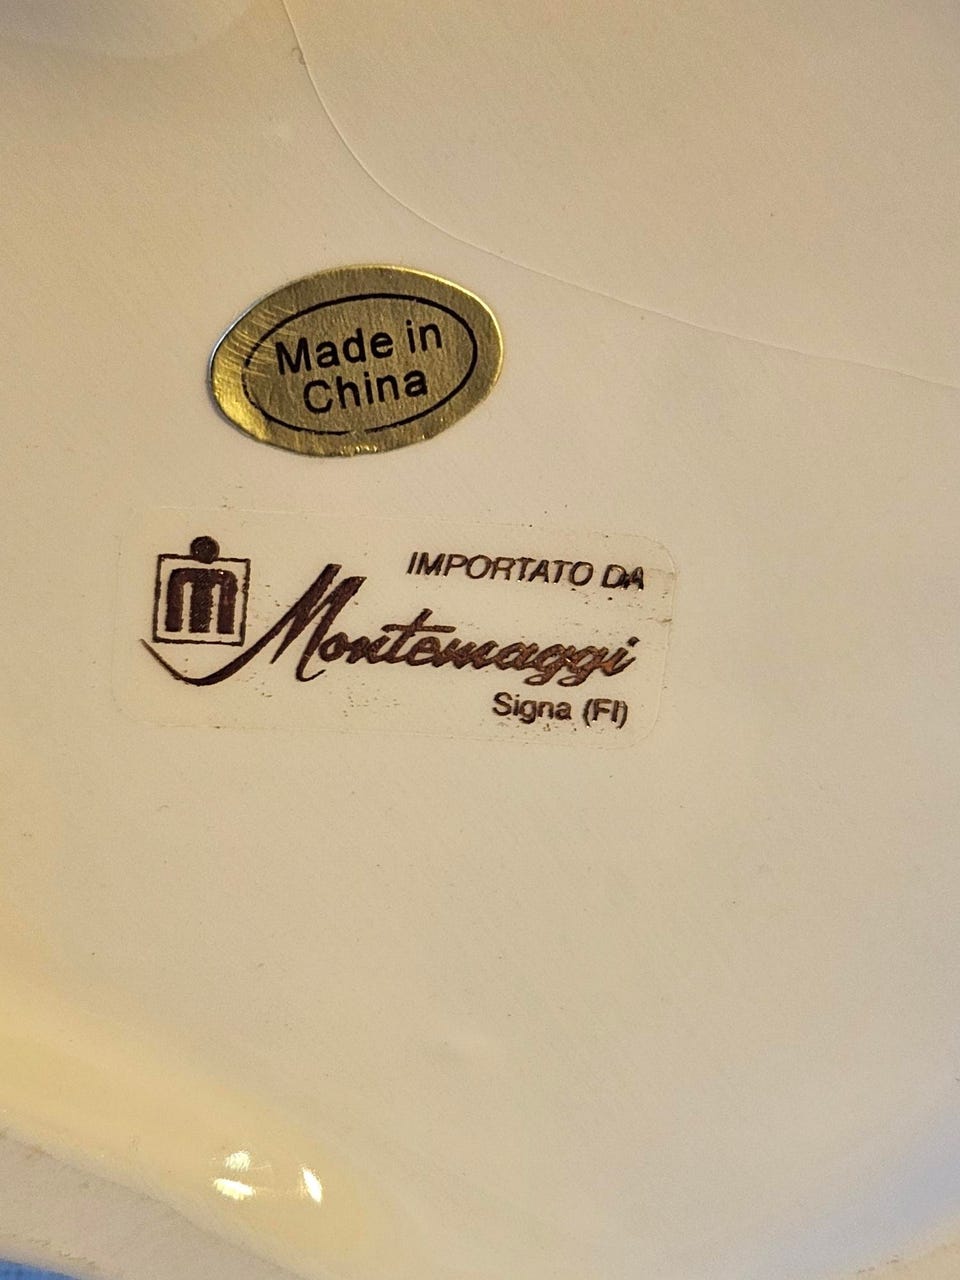 Made in
China
IMPORTATO DA
m
Montemaggi
Signa (FI)